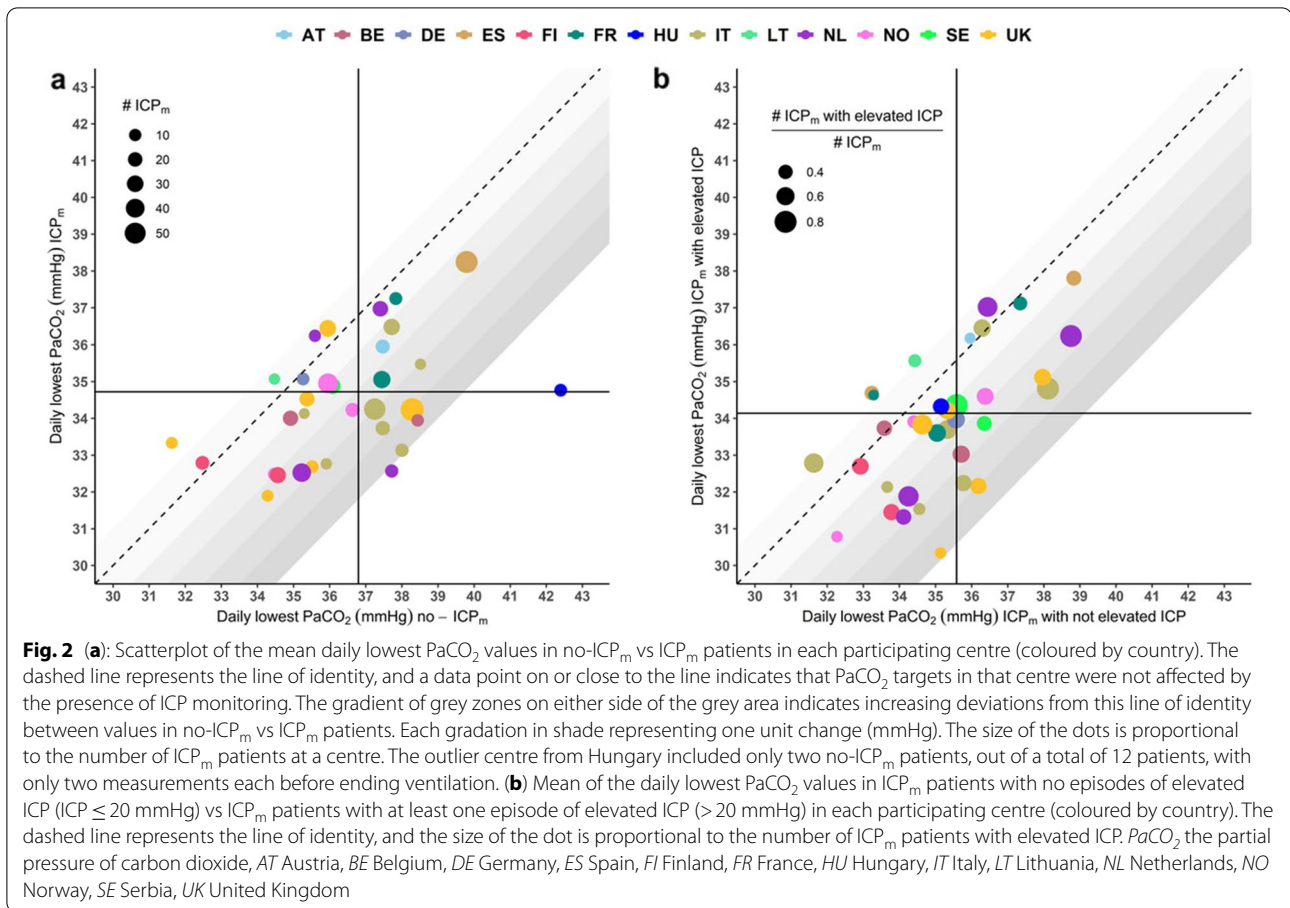 AT BE DE ES FI FR HU IT LT NL NO SE UK
a
# ICPm
10
20
30
40
50
43
42
41
40
39
38
37
36
35
34
33
32
31
30
Daily lowest PaCO2 (mmHg) ICPm
30 31 32 33 34 35 36 37 38 39 40 41 42 43
Daily lowest PaCO2 (mmHg) no – ICPm
b
# ICPm with elevated ICP
# ICPm
0.4
0.6
0.8
43
42
41
40
39
38
37
36
35
34
33
32
31
30
Daily lowest PaCO2 (mmHg) ICPm with elevated ICP
30 31 32 33 34 35 36 37 38 39 40 41 42 43
Daily lowest PaCO2 (mmHg) ICPm with not elevated ICP
Fig. 2 (a): Scatterplot of the mean daily lowest PaCO2 values in no-ICPm vs ICPm patients in each participating centre (coloured by country). The
dashed line represents the line of identity, and a data point on or close to the line indicates that PaCO2 targets in that centre were not affected by
the presence of ICP monitoring. The gradient of grey zones on either side of the grey area indicates increasing deviations from this line of identity
between values in no-ICPm vs ICPm patients. Each gradation in shade representing one unit change (mmHg). The size of the dots is proportional
to the number of ICPm patients at a centre. The outlier centre from Hungary included only two no-ICPm patients, out of a total of 12 patients, with
only two measurements each before ending ventilation. (b) Mean of the daily lowest PaCO2 values in ICPm patients with no episodes of elevated
ICP (ICP ≤ 20 mmHg) vs ICPm patients with at least one episode of elevated ICP (> 20 mmHg) in each participating centre (coloured by country). The
dashed line represents the line of identity, and the size of the dot is proportional to the number of ICPm patients with elevated ICP. PaCO2 the partial
pressure of carbon dioxide, AT Austria, BE Belgium, DE Germany, ES Spain, FI Finland, FR France, HU Hungary, IT Italy, LT Lithuania, NL Netherlands, NO
Norway, SE Serbia, UK United Kingdom